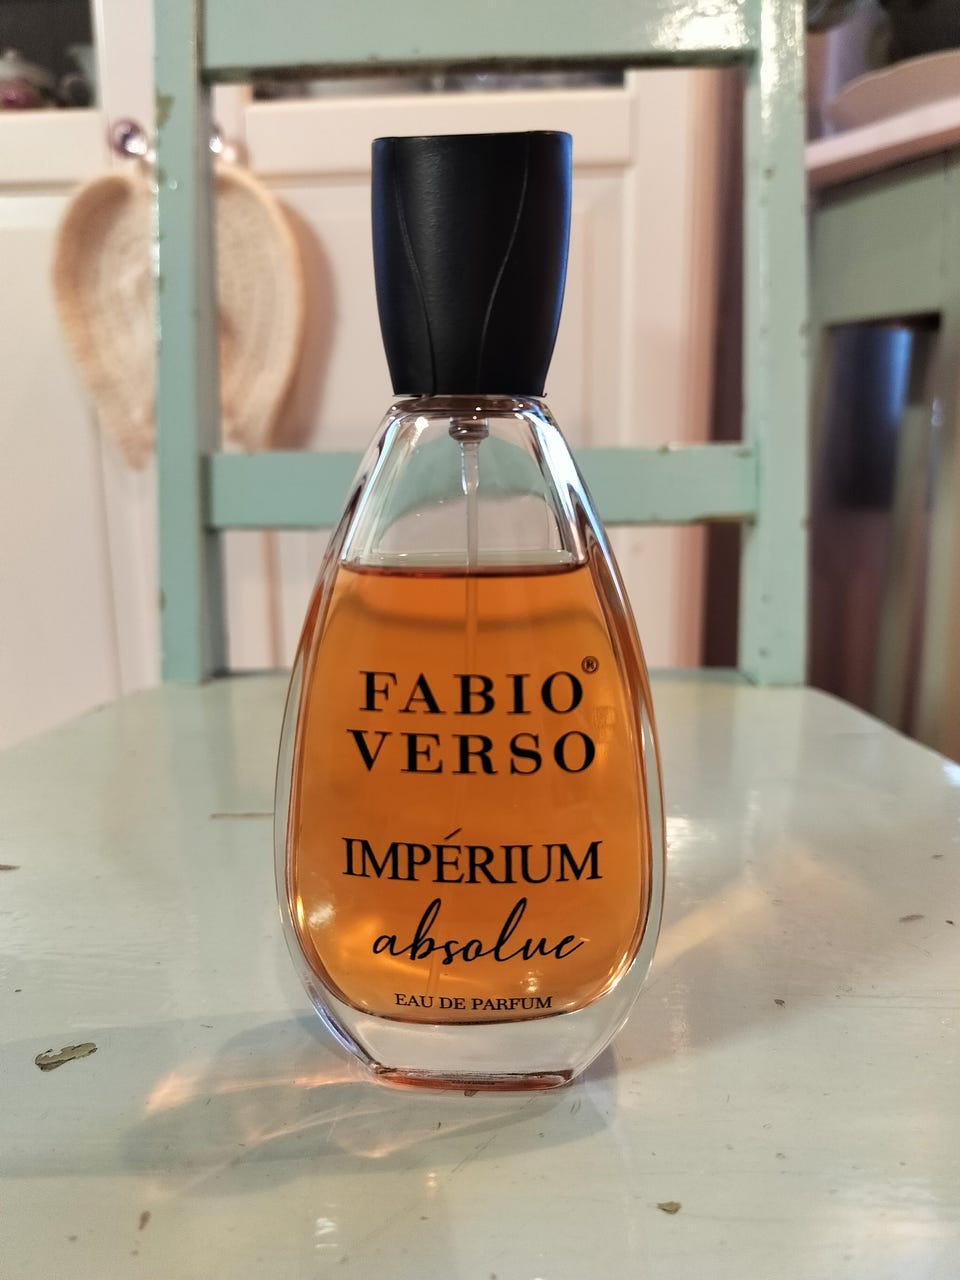 FABIO®
VERSO
IMPÉRIUM
absolue
EAU DE PARFUM